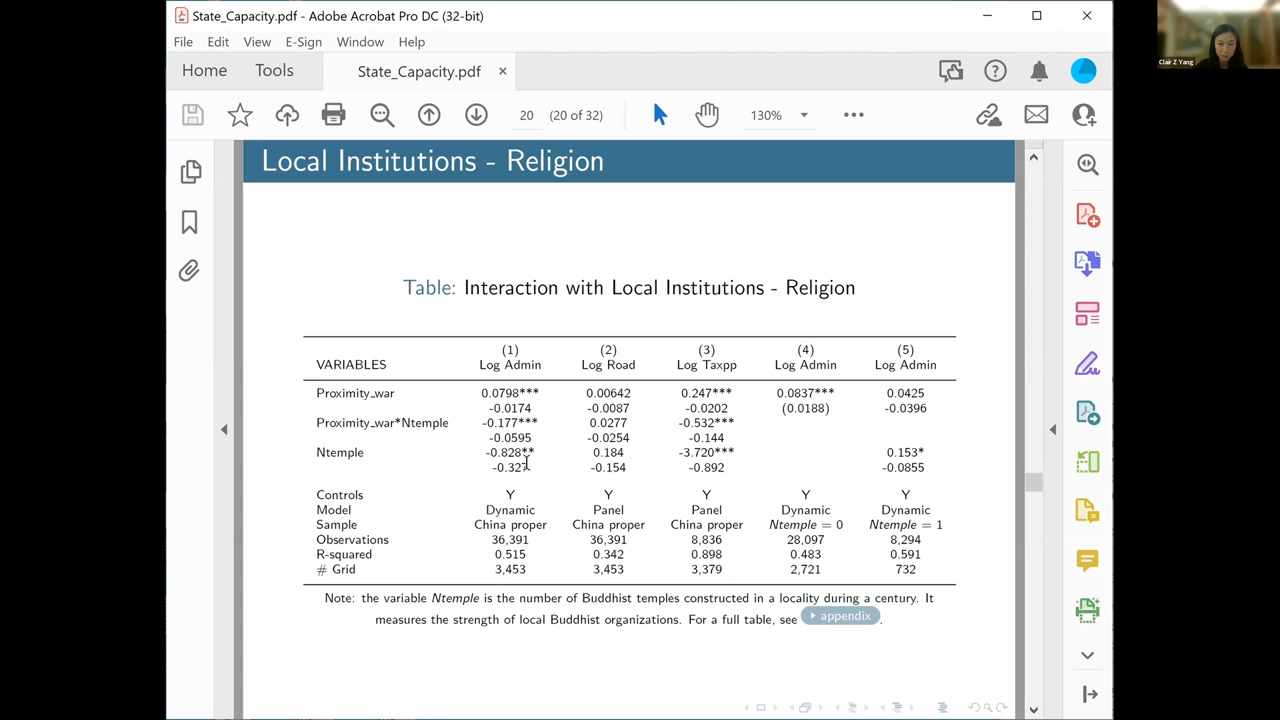 State_Capacity.pdf - Adobe Acrobat Pro DC (32-bit)
File Edit View E-Sign Window Help
Home Tools State_Capacity.pdf ×
20 (20 of 32) 130%
Clair Z Yang
Local Institutions - Religion
Table: Interaction with Local Institutions - Religion
(1) (2) (3) (4) (5)
VARIABLES Log Admin Log Road Log Taxpp Log Admin Log Admin
Proximity_war 0.0798*** 0.00642 0.247*** 0.0837*** 0.0425
-0.0174 -0.0087 -0.0202 (0.0188) -0.0396
Proximity_war*Ntemple -0.177*** 0.0277 -0.532***
-0.0595 -0.0254 -0.144
Ntemple -0.828** 0.184 -3.720*** 0.153*
-0.327 -0.154 -0.892 -0.0855
Controls Y Y Y Y Y
Model Dynamic Panel Panel Dynamic Dynamic
Sample China proper China proper China proper Ntemple = 0 Ntemple = 1
Observations 36,391 36,391 8,836 28,097 8,294
R-squared 0.515 0.342 0.898 0.483 0.591
# Grid 3,453 3,453 3,379 2,721 732
Note: the variable Ntemple is the number of Buddhist temples constructed in a locality during a century. It
measures the strength of local Buddhist organizations. For a full table, see appendix .